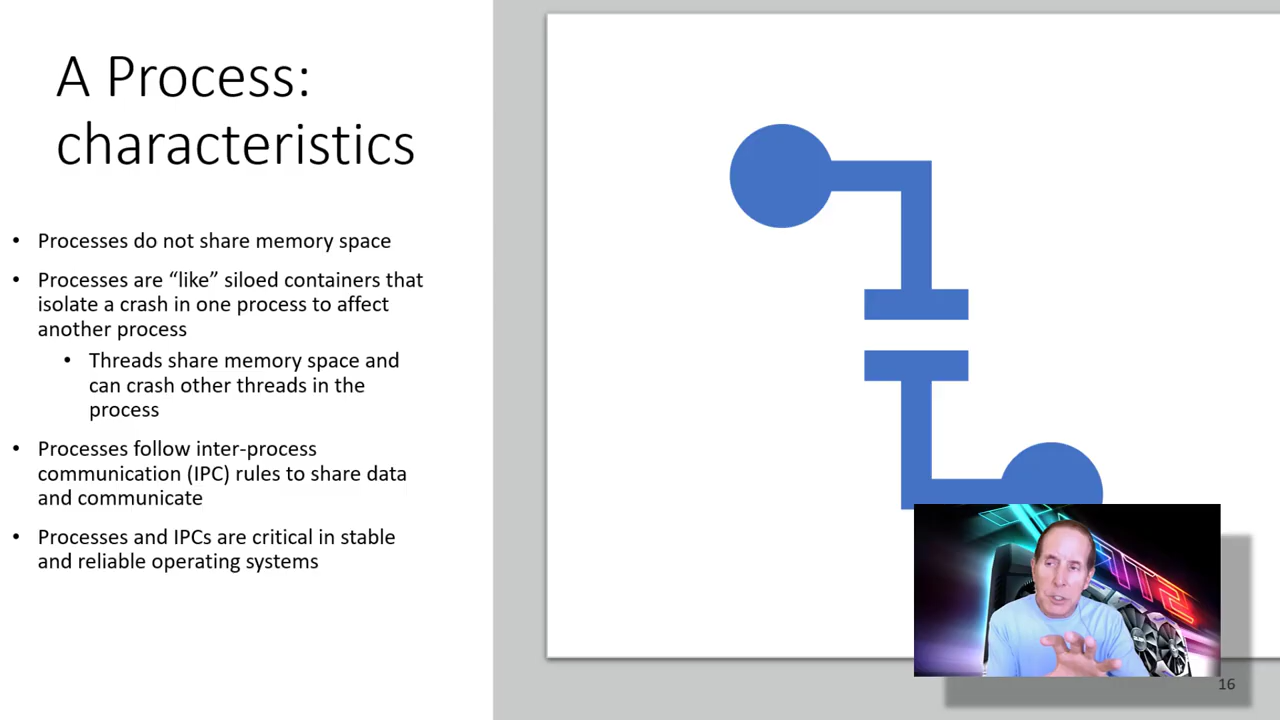 A Process:
characteristics
• Processes do not share memory space
• Processes are “like” siloed containers that
isolate a crash in one process to affect
another process
• Threads share memory space and
can crash other threads in the
process
• Processes follow inter-process
communication (IPC) rules to share data
and communicate
• Processes and IPCs are critical in stable
and reliable operating systems
16